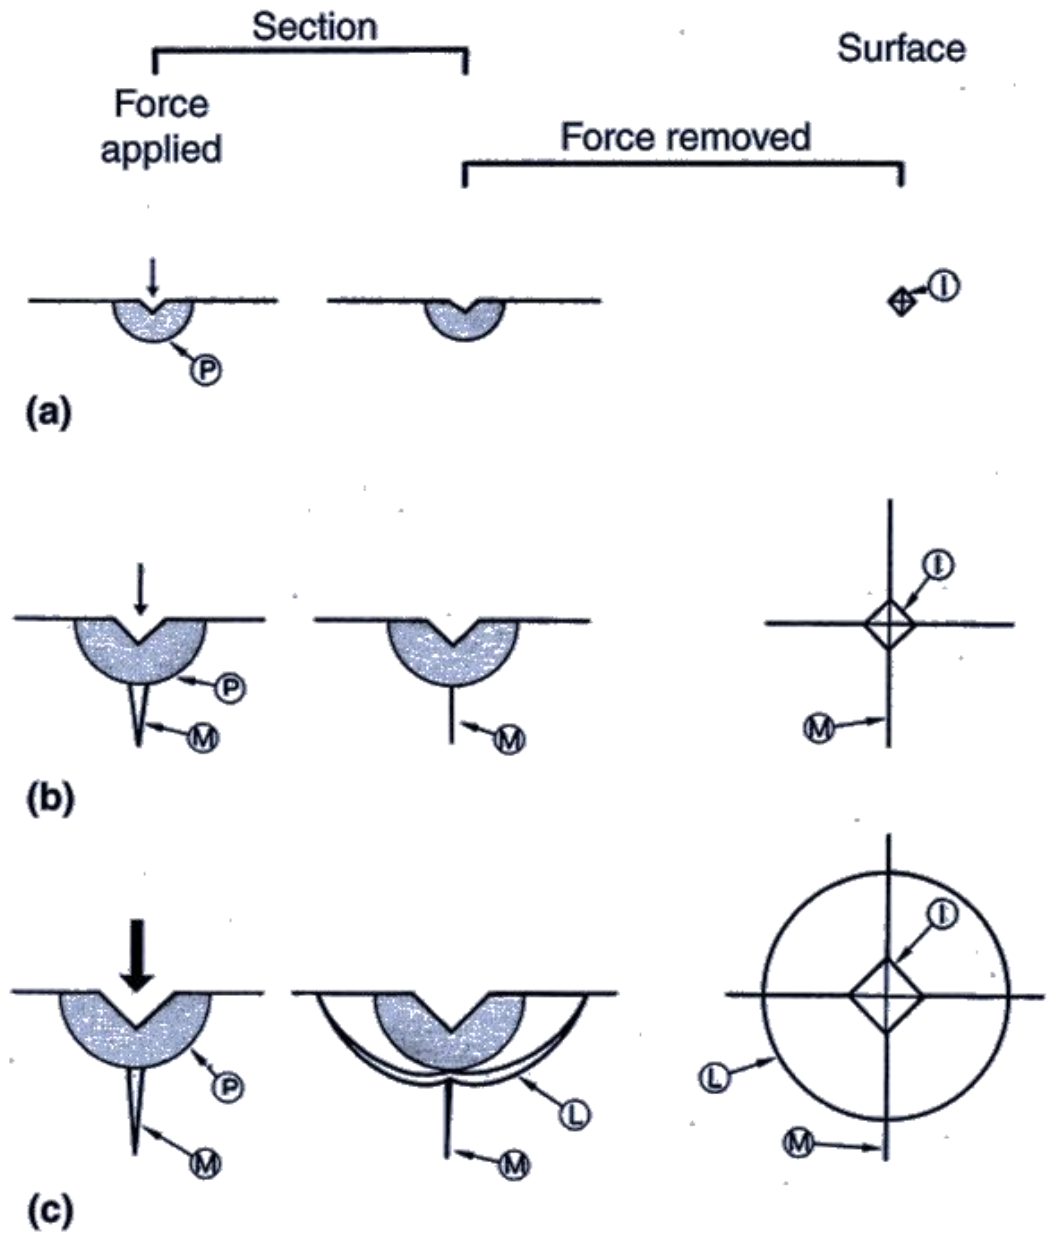 Section
Surface
Force
applied
Force removed
I
P
(a)
I
P
M
M
M
(b)
I
P
L
L
M
M
M
(c)